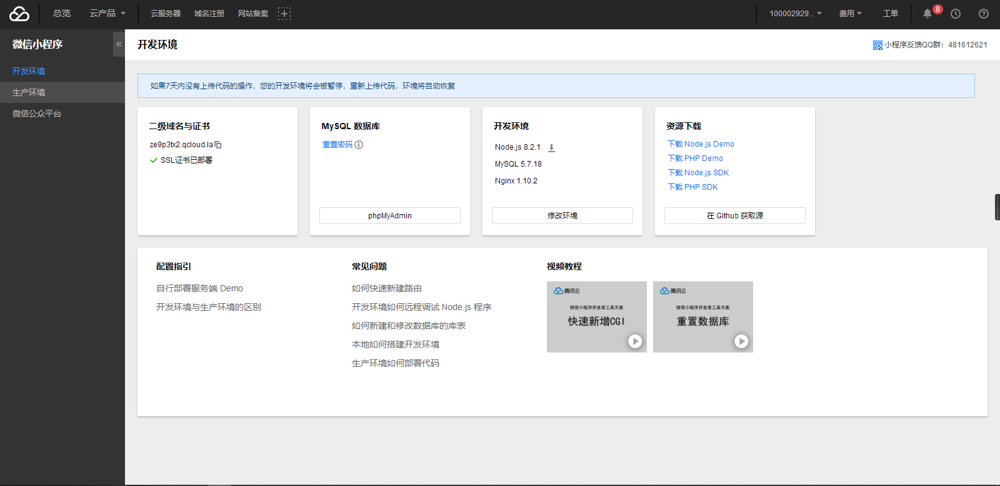 总览 云产品 云服务器 域名注册 网站备案 100002929.. 费用 工单 8
微信小程序
开发环境
生产环境
微信公众平台
开发环境
小程序反馈QQ群：481612621
如果7天内没有上传代码的操作，您的开发环境将会被暂停，重新上传代码，环境将自动恢复
二级域名与证书
ze9p3tx2.qcloud.la
SSL证书已部署
MySQL 数据库
重置密码
phpMyAdmin
开发环境
Node.js 8.2.1
MySQL 5.7.18
Nginx 1.10.2
修改环境
资源下载
下载 Node.js Demo
下载 PHP Demo
下载 Node.js SDK
下载 PHP SDK
在 Github 获取源
配置指引
自行部署服务端 Demo
开发环境与生产环境的区别
常见问题
如何快速新建路由
开发环境如何远程调试 Node.js 程序
如何新建和修改数据库的库表
本地如何搭建开发环境
生产环境如何部署代码
视频教程
腾讯云
微信小程序开发者工具方案
快速新增CGI
腾讯云
微信小程序开发者工具方案
重置数据库